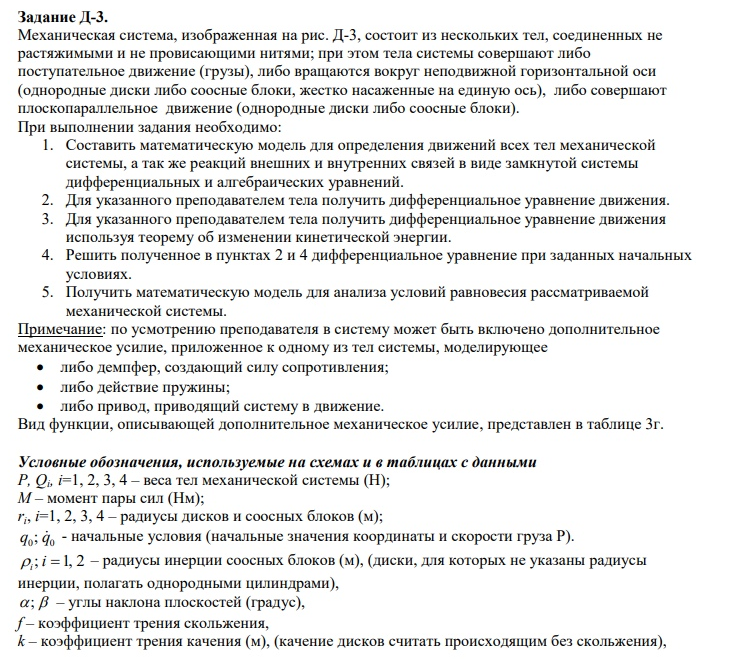 Задание Д-3.
Механическая система, изображенная на рис. Д-3, состоит из нескольких тел, соединенных не
растяжимыми и не провисающими нитями; при этом тела системы совершают либо
поступательное движение (грузы), либо вращаются вокруг неподвижной горизонтальной оси
(однородные диски либо соосные блоки, жестко насаженные на единую ось),  либо совершают
плоскопараллельное  движение (однородные диски либо соосные блоки).
При выполнении задания необходимо:
1. Составить математическую модель для определения движений всех тел механической
системы, а так же реакций внешних и внутренних связей в виде замкнутой системы
дифференциальных и алгебраических уравнений.
2. Для указанного преподавателем тела получить дифференциальное уравнение движения.
3. Для указанного преподавателем тела получить дифференциальное уравнение движения
используя теорему об изменении кинетической энергии.
4. Решить полученное в пунктах 2 и 4 дифференциальное уравнение при заданных начальных
условиях.
5. Получить математическую модель для анализа условий равновесия рассматриваемой
механической системы.
Примечание: по усмотрению преподавателя в систему может быть включено дополнительное
механическое усилие, приложенное к одному из тел системы, моделирующее
• либо демпфер, создающий силу сопротивления;
• либо действие пружины;
• либо привод, приводящий систему в движение.
Вид функции, описывающей дополнительное механическое усилие, представлен в таблице 3г.
Условные обозначения, используемые на схемах и в таблицах с данными
P, Qi, i=1, 2, 3, 4 – веса тел механической системы (Н);
M – момент пары сил (Нм);
ri, i=1, 2, 3, 4 – радиусы дисков и соосных блоков (м);
q₀; q̇₀ - начальные условия (начальные значения координаты и скорости груза P).
ρi; i = 1, 2 – радиусы инерции соосных блоков (м), (диски, для которых не указаны радиусы
инерции, полагать однородными цилиндрами),
α; β – углы наклона плоскостей (градус),
f – коэффициент трения скольжения,
k – коэффициент трения качения (м), (качение дисков считать происходящим без скольжения),